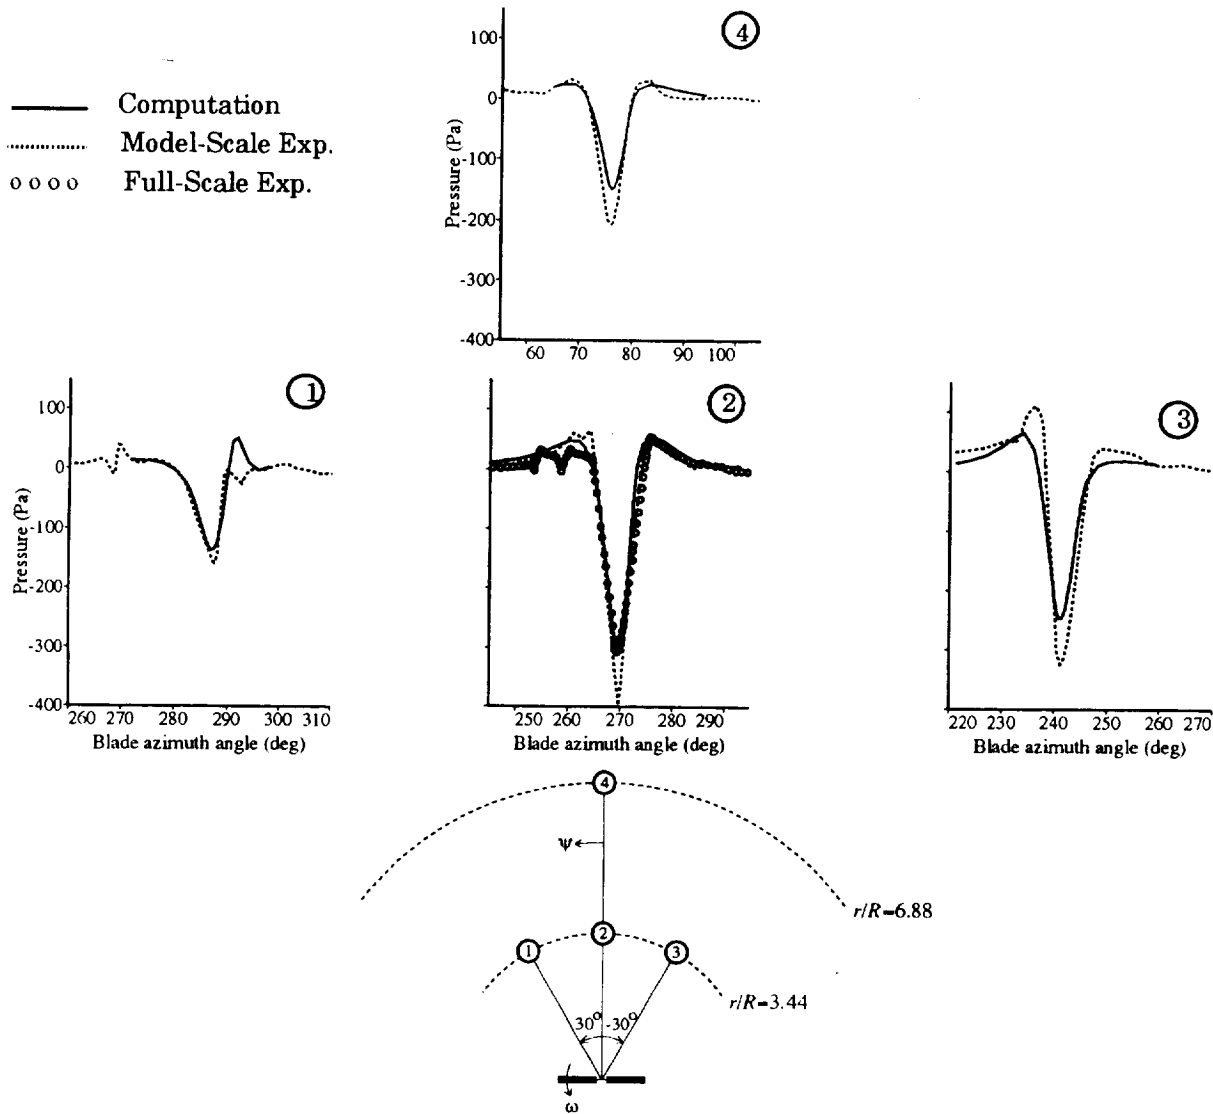 Computation
Model-Scale Exp.
Full-Scale Exp.
4
100
0
-100
-200
-300
-400
Pressure (Pa)
60 70 80 90 100
1
100
0
-100
-200
-300
-400
Pressure (Pa)
260 270 280 290 300 310
Blade azimuth angle (deg)
2
250 260 270 280 290
Blade azimuth angle (deg)
3
220 230 240 250 260 270
Blade azimuth angle (deg)
4
ψ
r/R=6.88
1 2 3
r/R=3.44
30° -30°
ω